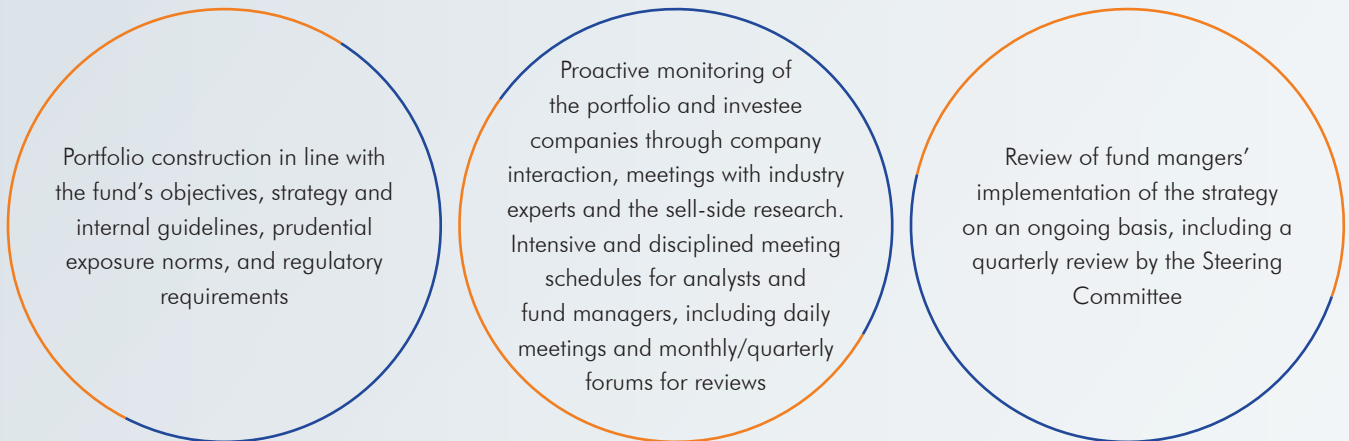 Portfolio construction in line with
the fund’s objectives, strategy and
internal guidelines, prudential
exposure norms, and regulatory
requirements
Proactive monitoring of
the portfolio and investee
companies through company
interaction, meetings with industry
experts and the sell-side research.
Intensive and disciplined meeting
schedules for analysts and
fund managers, including daily
meetings and monthly/quarterly
forums for reviews
Review of fund mangers’
implementation of the strategy
on an ongoing basis, including a
quarterly review by the Steering
Committee